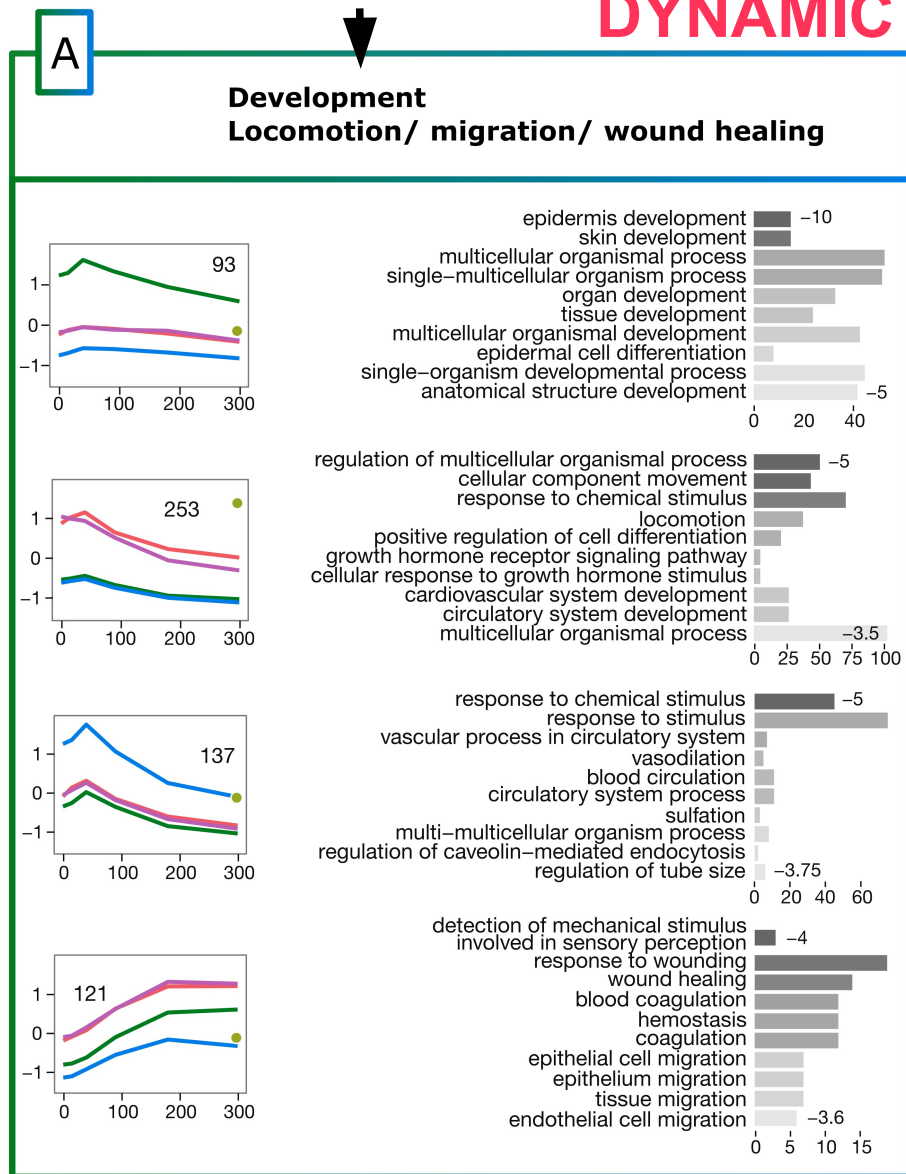 DYNAMIC
A
Development
Locomotion/ migration/ wound healing
93
1
0
−1
0 100 200 300
epidermis development −10
skin development
multicellular organismal process
single−multicellular organism process
organ development
tissue development
multicellular organismal development
epidermal cell differentiation
single−organism developmental process
anatomical structure development −5
0 20 40
253
1
0
−1
0 100 200 300
regulation of multicellular organismal process −5
cellular component movement
response to chemical stimulus
locomotion
positive regulation of cell differentiation
growth hormone receptor signaling pathway
cellular response to growth hormone stimulus
cardiovascular system development
circulatory system development
multicellular organismal process −3.5
0 25 50 75 100
137
1
0
−1
0 100 200 300
response to chemical stimulus −5
response to stimulus
vascular process in circulatory system
vasodilation
blood circulation
circulatory system process
sulfation
multi−multicellular organism process
regulation of caveolin−mediated endocytosis
regulation of tube size −3.75
0 20 40 60
121
1
0
−1
0 100 200 300
detection of mechanical stimulus
involved in sensory perception −4
response to wounding
wound healing
blood coagulation
hemostasis
coagulation
epithelial cell migration
epithelium migration
tissue migration
endothelial cell migration −3.6
0 5 10 15